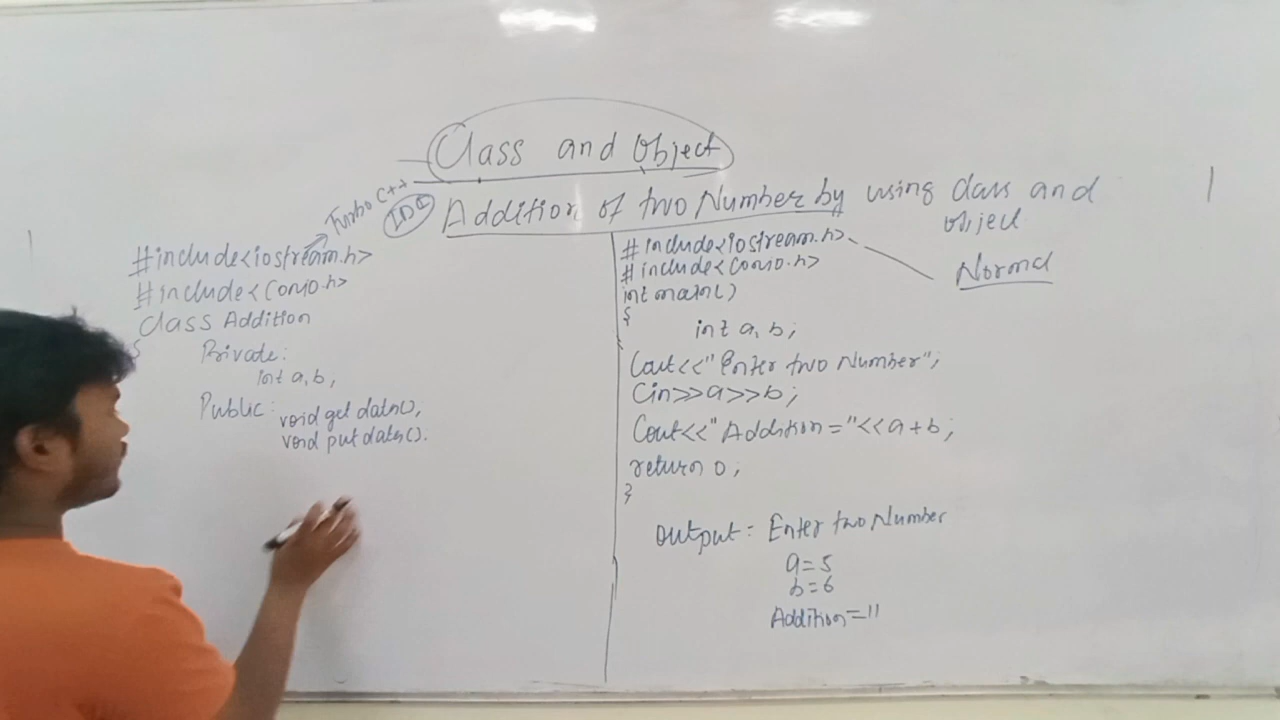 Class and Object
Addition of two Number by using class and
object
Turbo C++
IDE
#include<iostream.h>
#include<conio.h>
Class Addition
{
Private:
int a, b,
Public:
void get data(),
void put data().
#include<iostream.h>
#include<conio.h>
Normal
int main()
{
int a, b;
Cout<<"Enter two Number";
Cin>>a>>b;
Cout<<"Addition="<<a+b;
return 0;
}
Output: Enter two Number
a=5
b=6
Addition=11